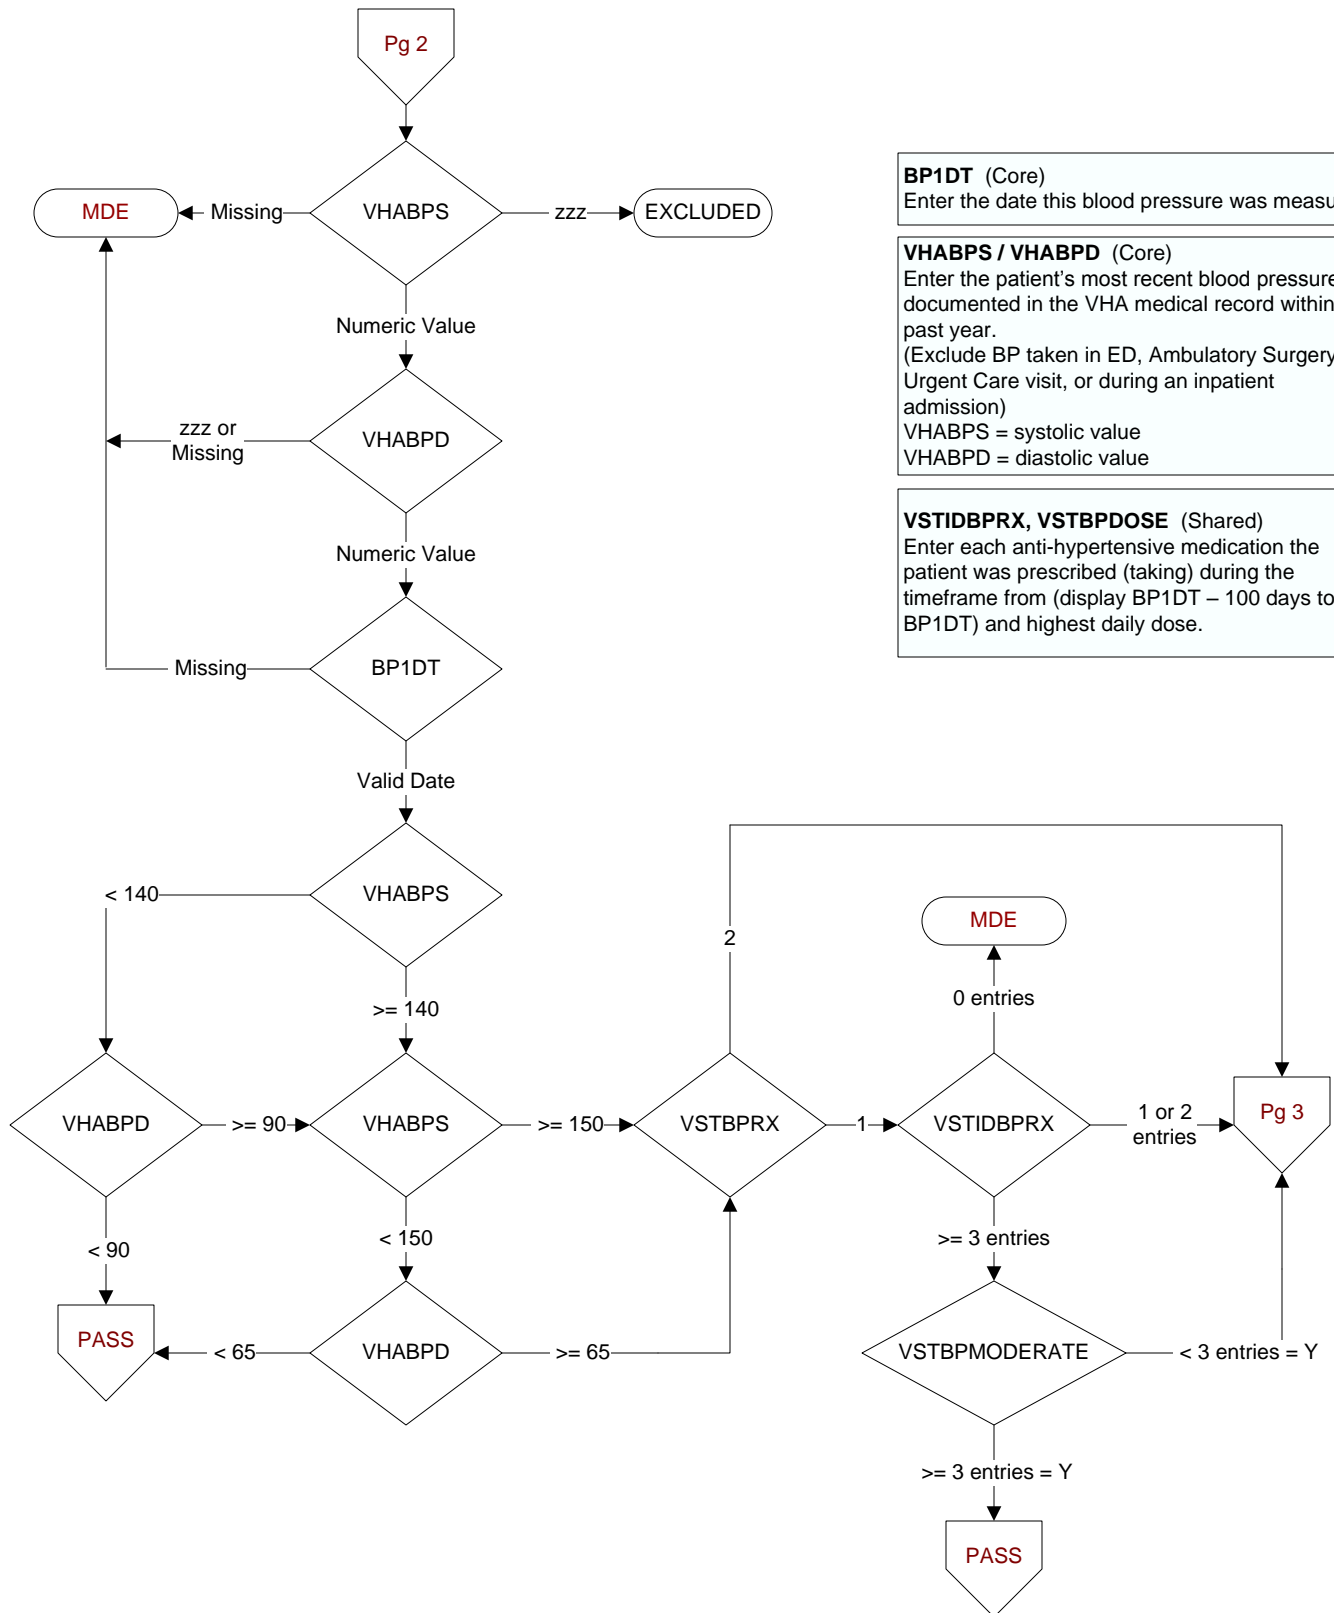 Pg 2
BP1DT (Core)
Enter the date this blood pressure was measu
MDE
Missing
VHABPS
zzz
EXCLUDED
VHABPS / VHABPD (Core)
Enter the patient's most recent blood pressure
documented in the VHA medical record within
past year.
(Exclude BP taken in ED, Ambulatory Surgery
Urgent Care visit, or during an inpatient
admission)
VHABPS = systolic value
VHABPD = diastolic value
Numeric Value
zzz or
Missing
VHABPD
VSTIDBPRX, VSTBPDOSE (Shared)
Enter each anti-hypertensive medication the
patient was prescribed (taking) during the
timeframe from (display BP1DT – 100 days to
BP1DT) and highest daily dose.
Numeric Value
Missing
BP1DT
Valid Date
< 140
VHABPS
MDE
2
0 entries
>= 140
VHABPD
>= 90
VHABPS
>= 150
VSTBPRX
1
VSTIDBPRX
1 or 2
entries
Pg 3
< 90
< 150
>= 3 entries
PASS
< 65
VHABPD
>= 65
VSTBPMODERATE
< 3 entries = Y
>= 3 entries = Y
PASS